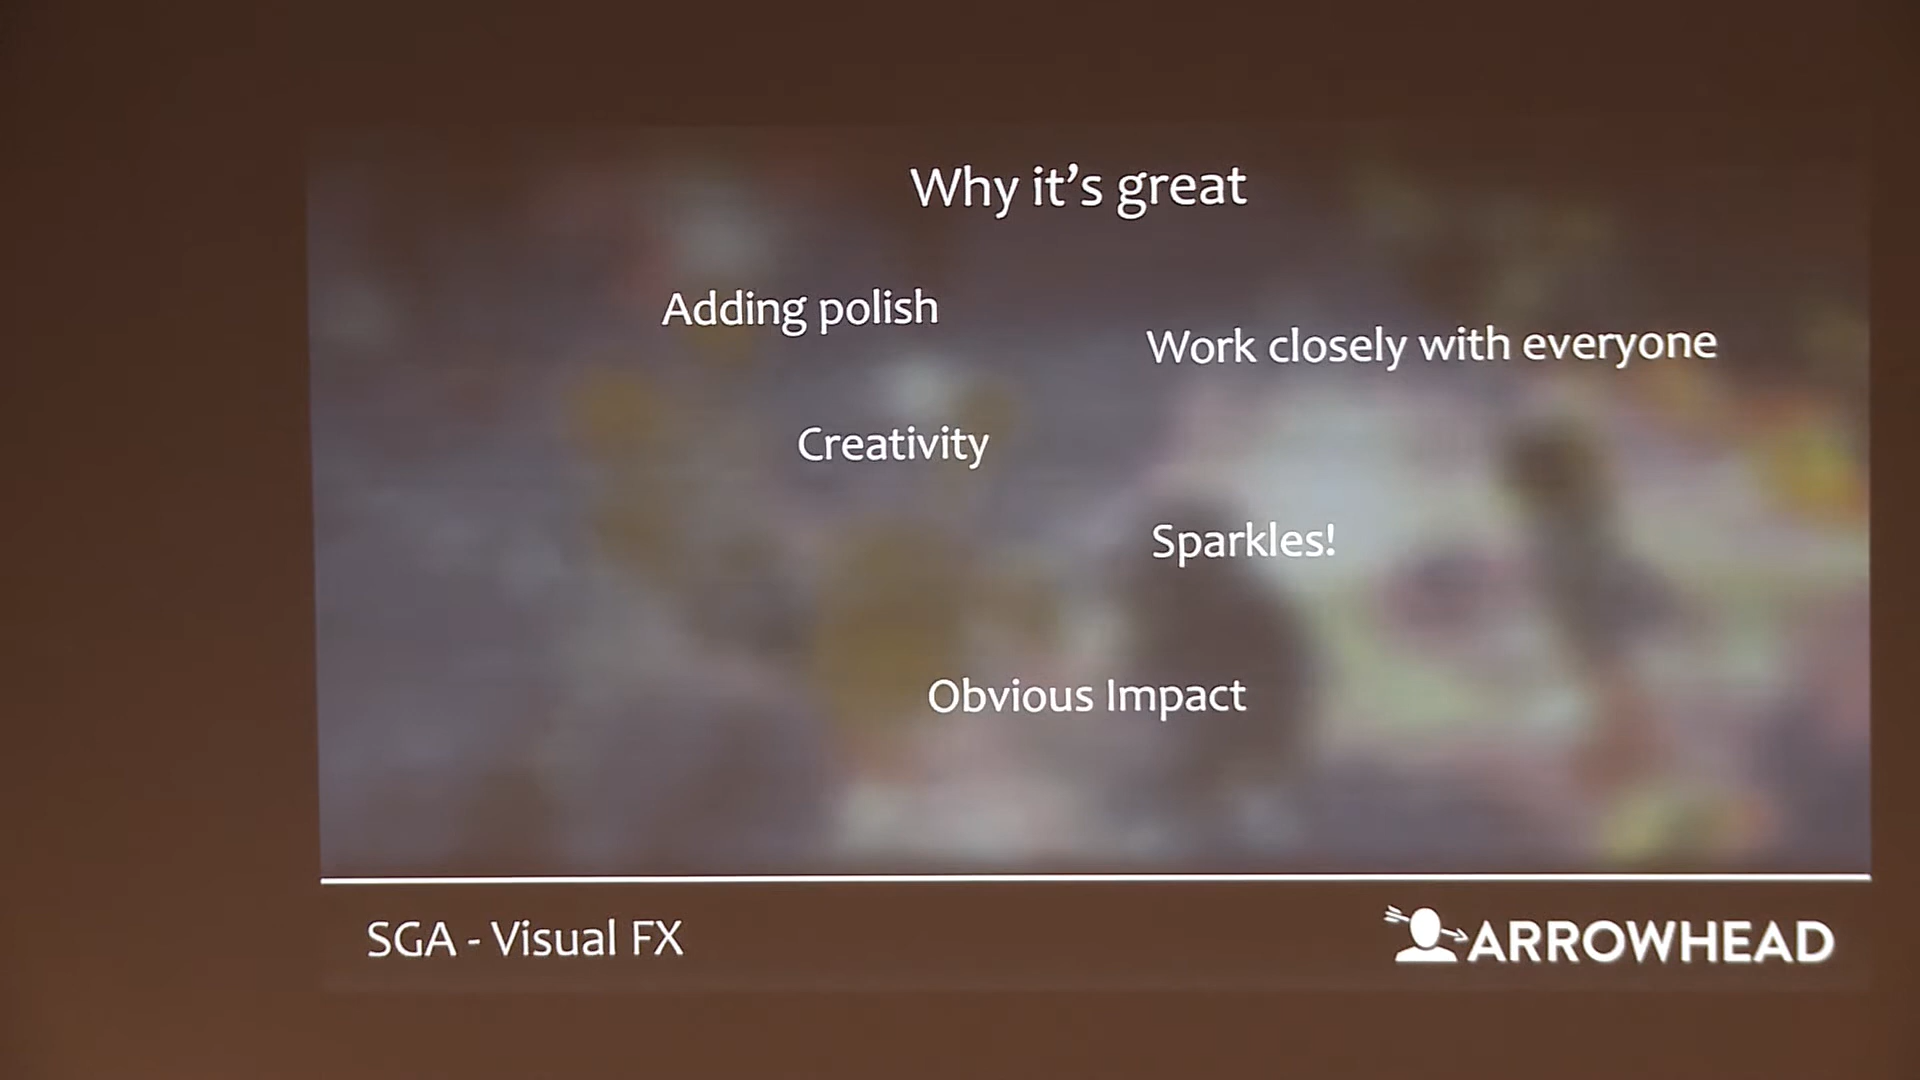 Why it's great
Adding polish
Work closely with everyone
Creativity
Sparkles!
Obvious Impact
SGA - Visual FX
ARROWHEAD